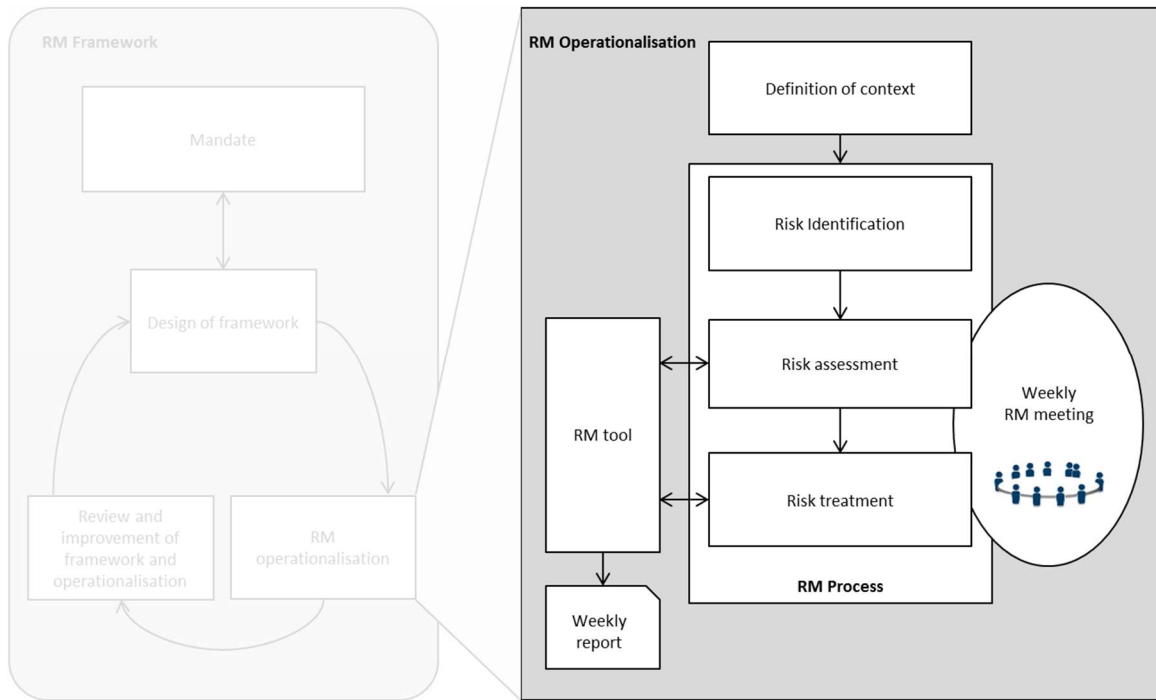 RM Framework
Mandate
Design of framework
Review and
improvement of
framework and
operationalisation
RM
operationalisation
RM Operationalisation
Definition of context
Risk Identification
Risk assessment
Risk treatment
RM Process
RM tool
Weekly
report
Weekly
RM meeting